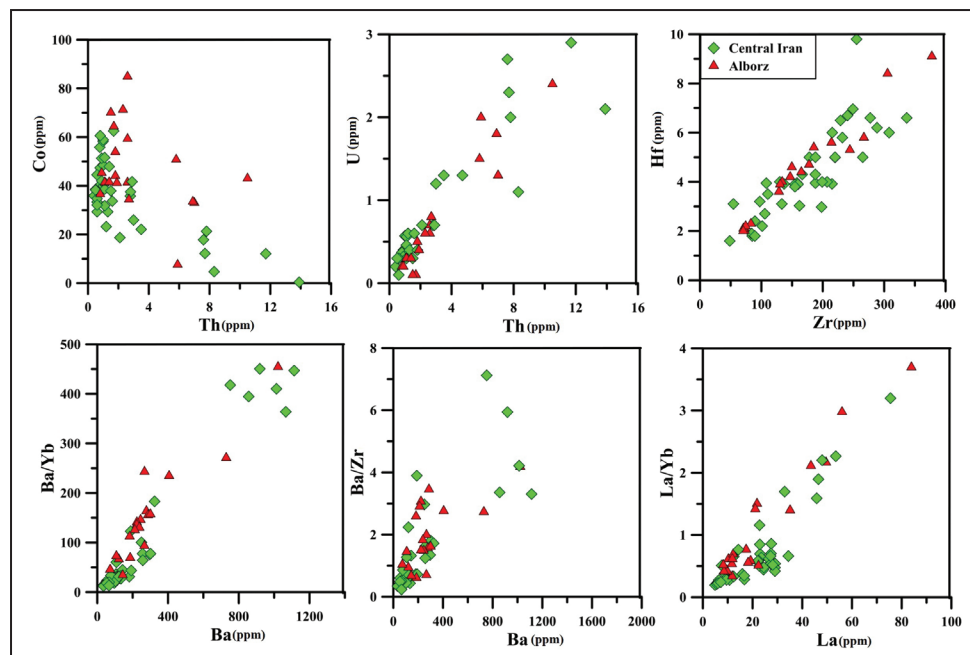 100
80
60
40
20
0
Co (ppm)
0 4 8 12 16
Th (ppm)
3
2
1
0
U (ppm)
0 4 8 12 16
Th (ppm)
10
8
6
4
2
0
Hf (ppm)
Central Iran
Alborz
0 100 200 300 400
Zr (ppm)
500
400
300
200
100
0
Ba/Yb
0 400 800 1200
Ba (ppm)
8
6
4
2
0
Ba/Zr
0 400 800 1200 1600 2000
Ba (ppm)
4
3
2
1
0
La/Yb
0 20 40 60 80 100
La (ppm)